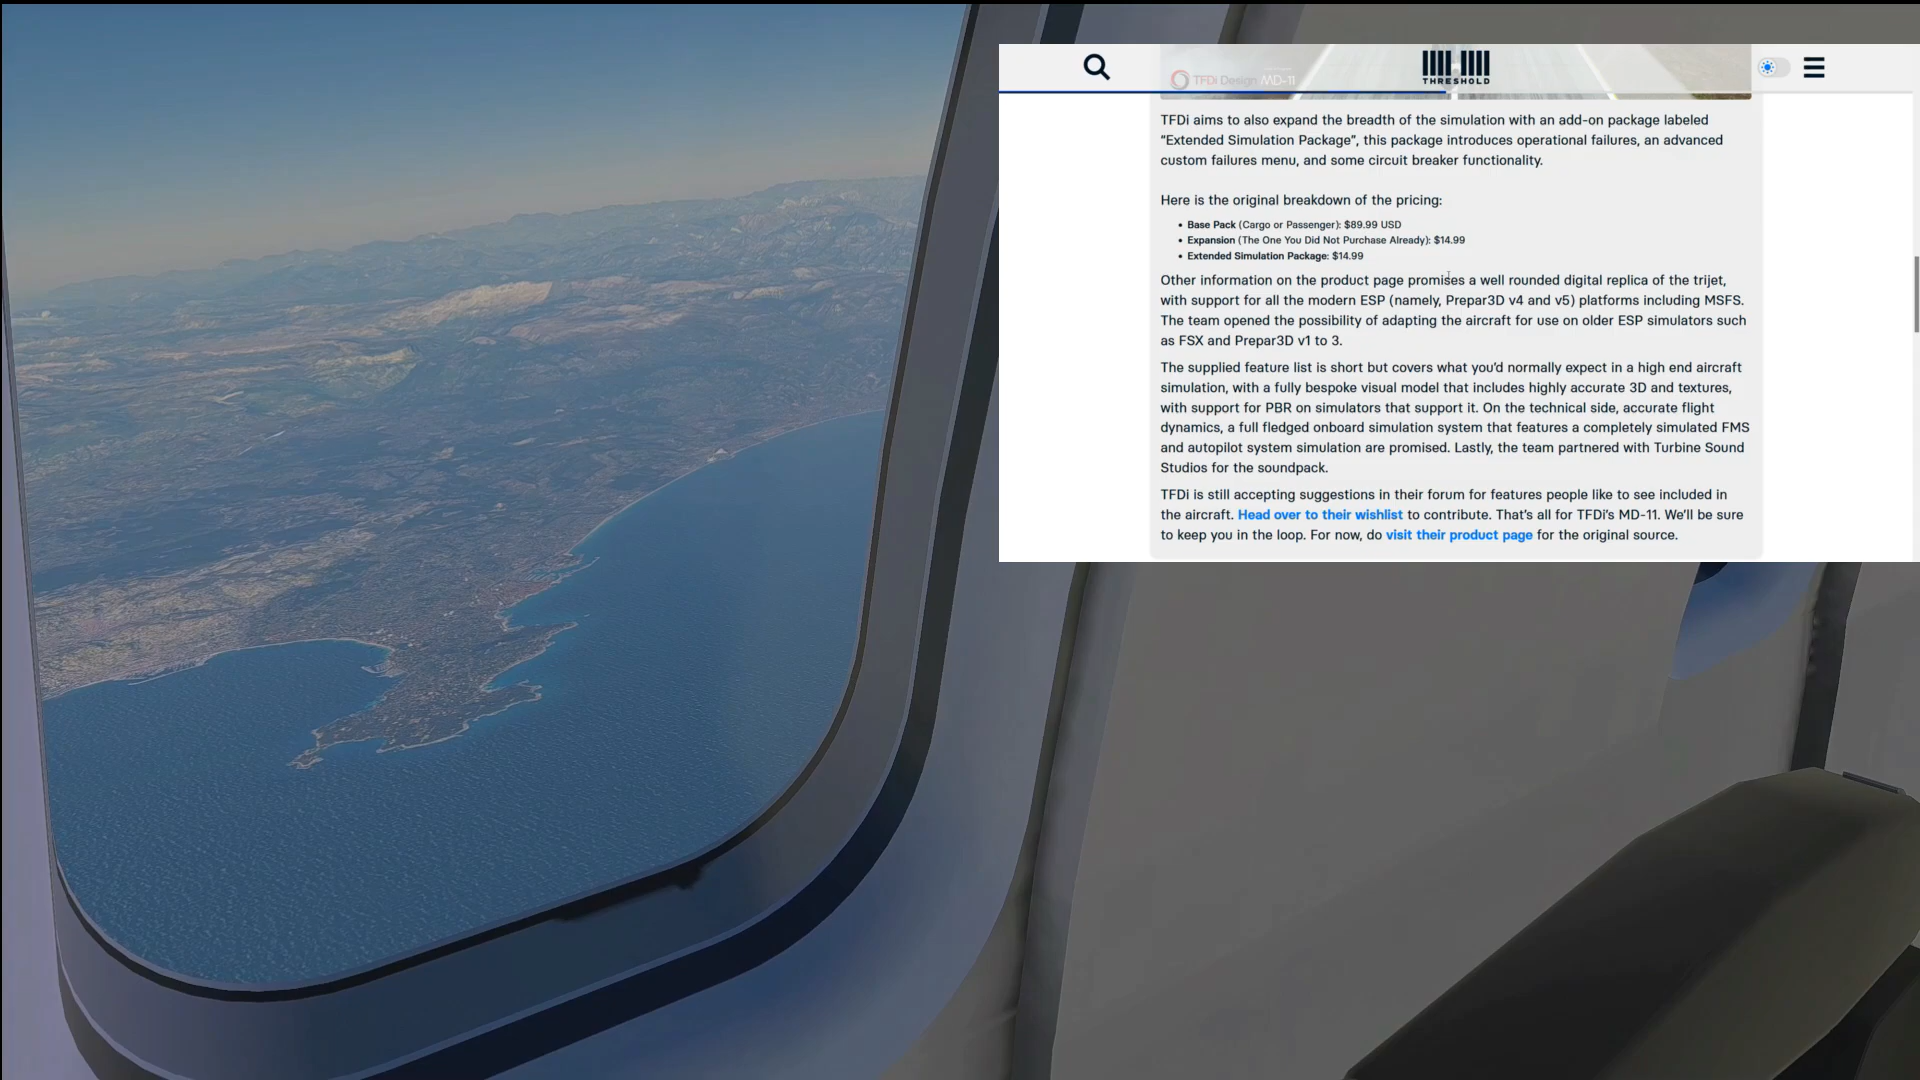 TFDi Design MD-11
THRESHOLD
TFDi aims to also expand the breadth of the simulation with an add-on package labeled
“Extended Simulation Package”, this package introduces operational failures, an advanced
custom failures menu, and some circuit breaker functionality.
Here is the original breakdown of the pricing:
• Base Pack (Cargo or Passenger): $89.99 USD
• Expansion (The One You Did Not Purchase Already): $14.99
• Extended Simulation Package: $14.99
Other information on the product page promises a well rounded digital replica of the trijet,
with support for all the modern ESP (namely, Prepar3D v4 and v5) platforms including MSFS.
The team opened the possibility of adapting the aircraft for use on older ESP simulators such
as FSX and Prepar3D v1 to 3.
The supplied feature list is short but covers what you’d normally expect in a high end aircraft
simulation, with a fully bespoke visual model that includes highly accurate 3D and textures,
with support for PBR on simulators that support it. On the technical side, accurate flight
dynamics, a full fledged onboard simulation system that features a completely simulated FMS
and autopilot system simulation are promised. Lastly, the team partnered with Turbine Sound
Studios for the soundpack.
TFDi is still accepting suggestions in their forum for features people like to see included in
the aircraft. Head over to their wishlist to contribute. That’s all for TFDi’s MD-11. We’ll be sure
to keep you in the loop. For now, do visit their product page for the original source.